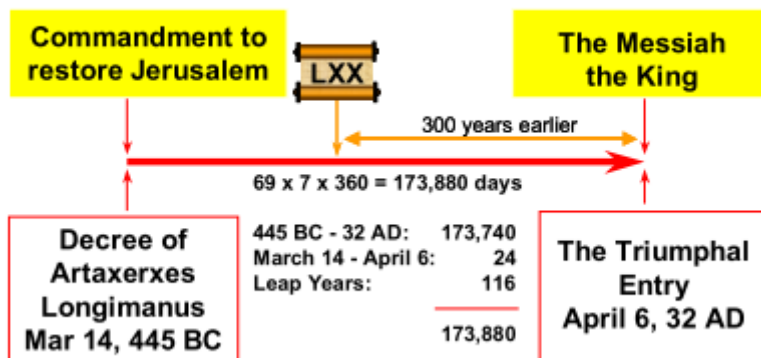 Commandment to
restore Jerusalem
LXX
The Messiah
the King
300 years earlier
69 x 7 x 360 = 173,880 days
Decree of
Artaxerxes
Longimanus
Mar 14, 445 BC
445 BC - 32 AD: 173,740
March 14 - April 6: 24
Leap Years: 116
173,880
The Triumphal
Entry
April 6, 32 AD